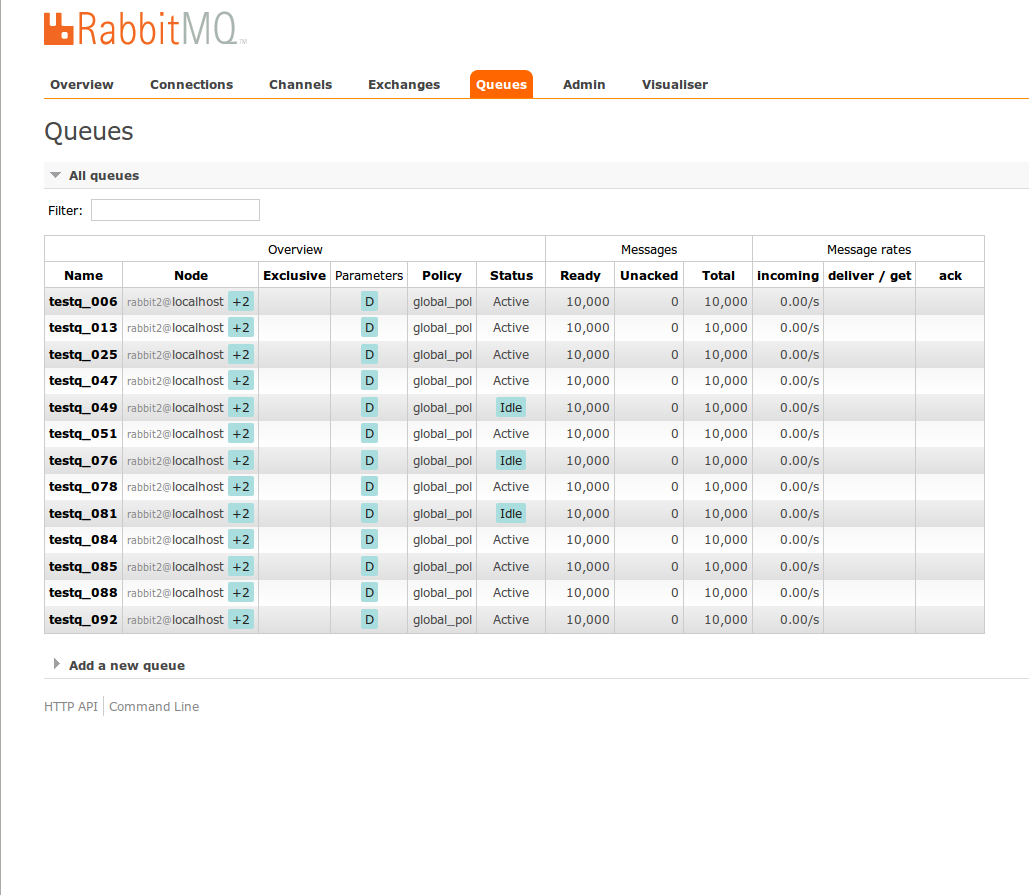 RabbitMQ™
Overview Connections Channels Exchanges Queues Admin Visualiser
Queues
All queues
Filter:
Overview Messages Message rates
Name Node Exclusive Parameters Policy Status Ready Unacked Total incoming deliver / get ack
testq_006 rabbit2@localhost +2 D global_pol Active 10,000 0 10,000 0.00/s
testq_013 rabbit2@localhost +2 D global_pol Active 10,000 0 10,000 0.00/s
testq_025 rabbit2@localhost +2 D global_pol Active 10,000 0 10,000 0.00/s
testq_047 rabbit2@localhost +2 D global_pol Active 10,000 0 10,000 0.00/s
testq_049 rabbit2@localhost +2 D global_pol Idle 10,000 0 10,000 0.00/s
testq_051 rabbit2@localhost +2 D global_pol Active 10,000 0 10,000 0.00/s
testq_076 rabbit2@localhost +2 D global_pol Idle 10,000 0 10,000 0.00/s
testq_078 rabbit2@localhost +2 D global_pol Active 10,000 0 10,000 0.00/s
testq_081 rabbit2@localhost +2 D global_pol Idle 10,000 0 10,000 0.00/s
testq_084 rabbit2@localhost +2 D global_pol Active 10,000 0 10,000 0.00/s
testq_085 rabbit2@localhost +2 D global_pol Active 10,000 0 10,000 0.00/s
testq_088 rabbit2@localhost +2 D global_pol Active 10,000 0 10,000 0.00/s
testq_092 rabbit2@localhost +2 D global_pol Active 10,000 0 10,000 0.00/s
Add a new queue
HTTP API Command Line